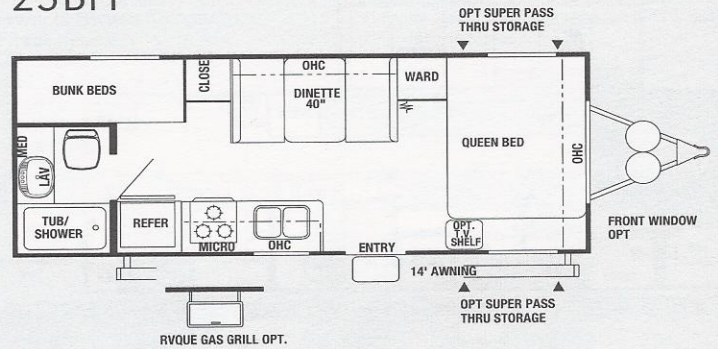 OPT SUPER PASS
THRU STORAGE
BUNK BEDS
CLOSE
OHC
DINETTE
40"
WARD
QUEEN BED
OHC
MED
LAV
TUB/
SHOWER
REFER
MICRO
OHC
ENTRY
OPT.
T.V.
SHELF
FRONT WINDOW
OPT
14' AWNING
OPT SUPER PASS
THRU STORAGE
RVQUE GAS GRILL OPT.